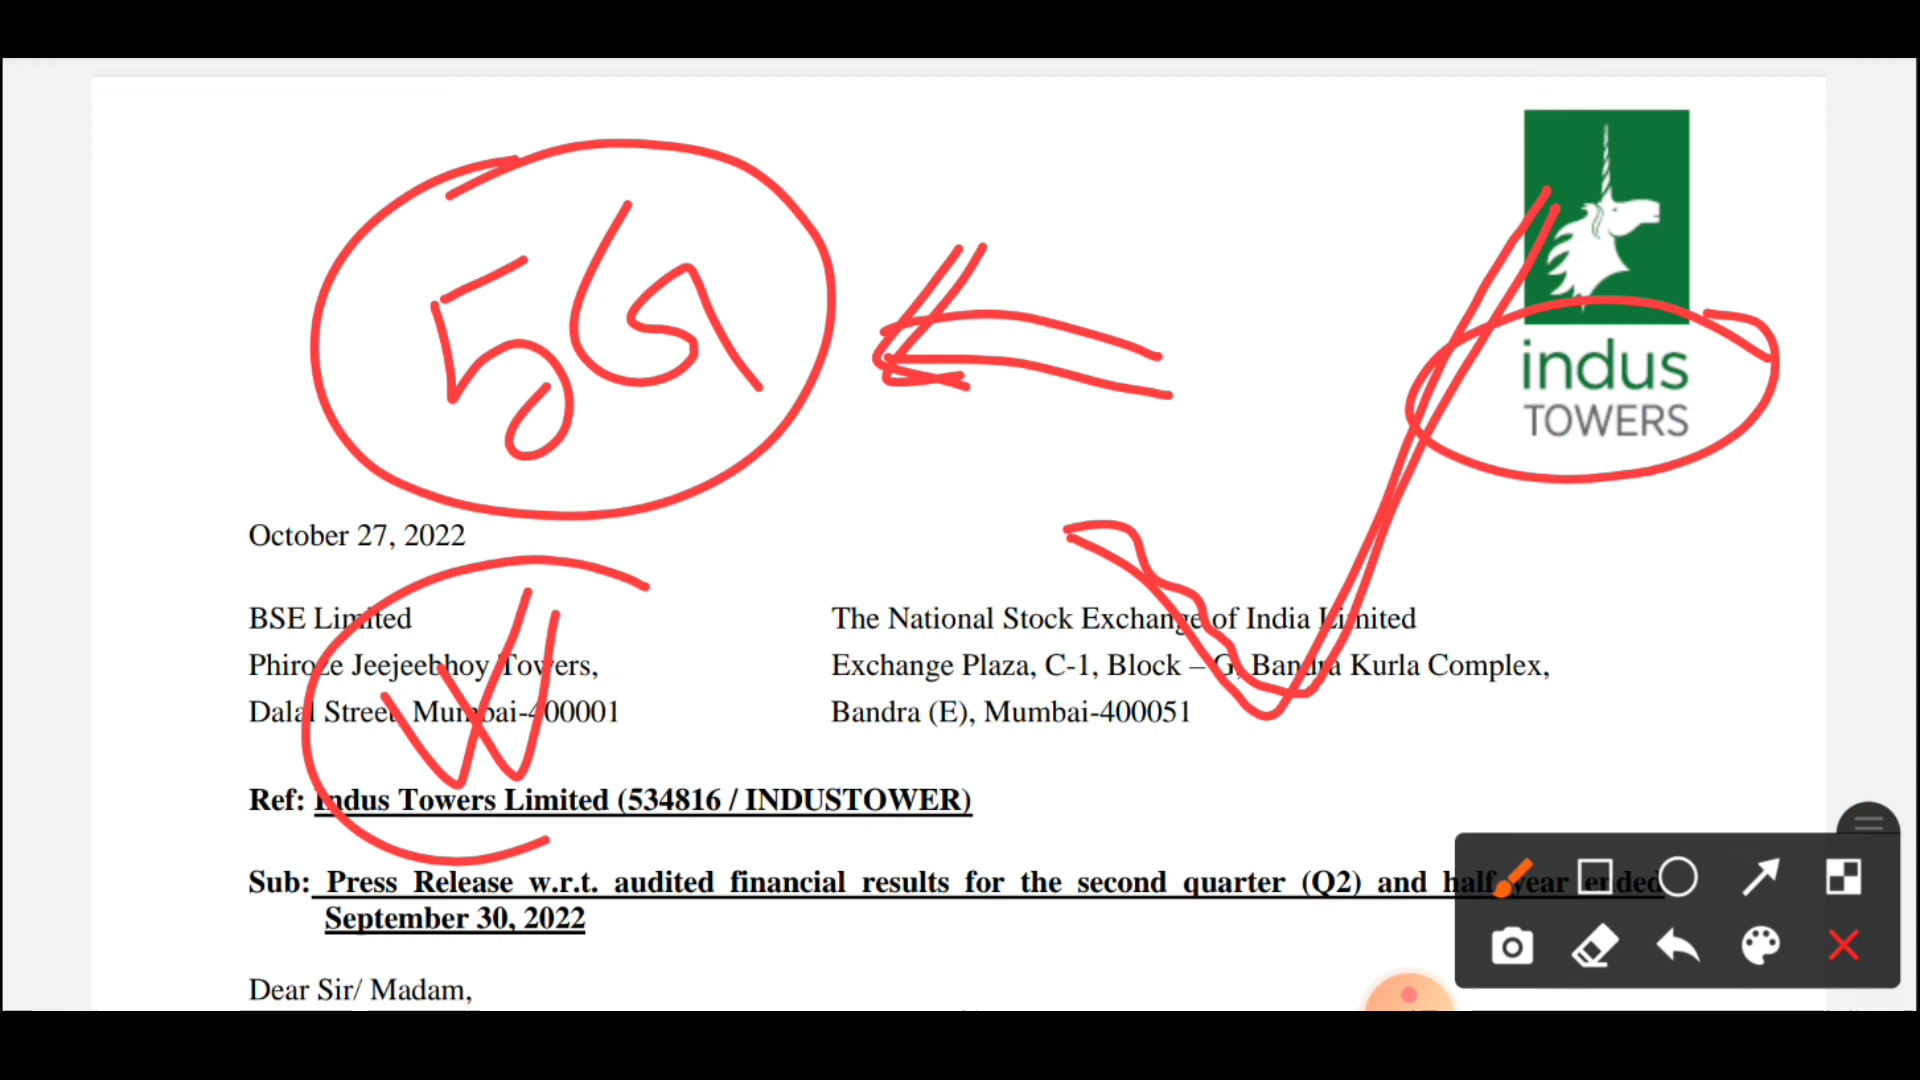 5G
indus
TOWERS
October 27, 2022
BSE Limited
Phiroze Jeejeebhoy Towers,
Dalal Street, Mumbai-400001
The National Stock Exchange of India Limited
Exchange Plaza, C-1, Block – G, Bandra Kurla Complex,
Bandra (E), Mumbai-400051
W
Ref: Indus Towers Limited (534816 / INDUSTOWER)
Sub: Press Release w.r.t. audited financial results for the second quarter (Q2) and half year ended
September 30, 2022
Dear Sir/ Madam,